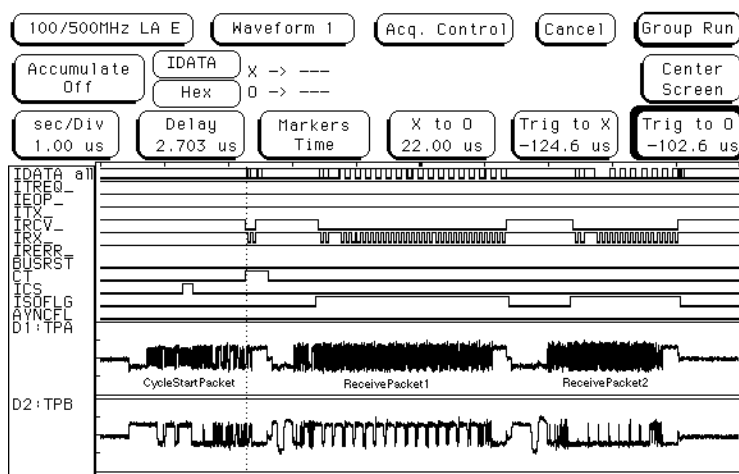 100/500MHz LA E
Waveform 1
Acq. Control
Cancel
Group Run
Accumulate
Off
IDATA
X -> ---
Hex
O -> ---
Center
Screen
sec/Div
1.00 us
Delay
2.703 us
Markers
Time
X to O
22.00 us
Trig to X
-124.6 us
Trig to O
-102.6 us
IDATA all
ITREQ_
IEOP_
ITX_
IRCV_
IRX_
IRERR_
BUSRST
CT
ICS
ISOFLG
AYNCFL
D1:TPA
CycleStartPacket
ReceivePacket1
ReceivePacket2
D2:TPB